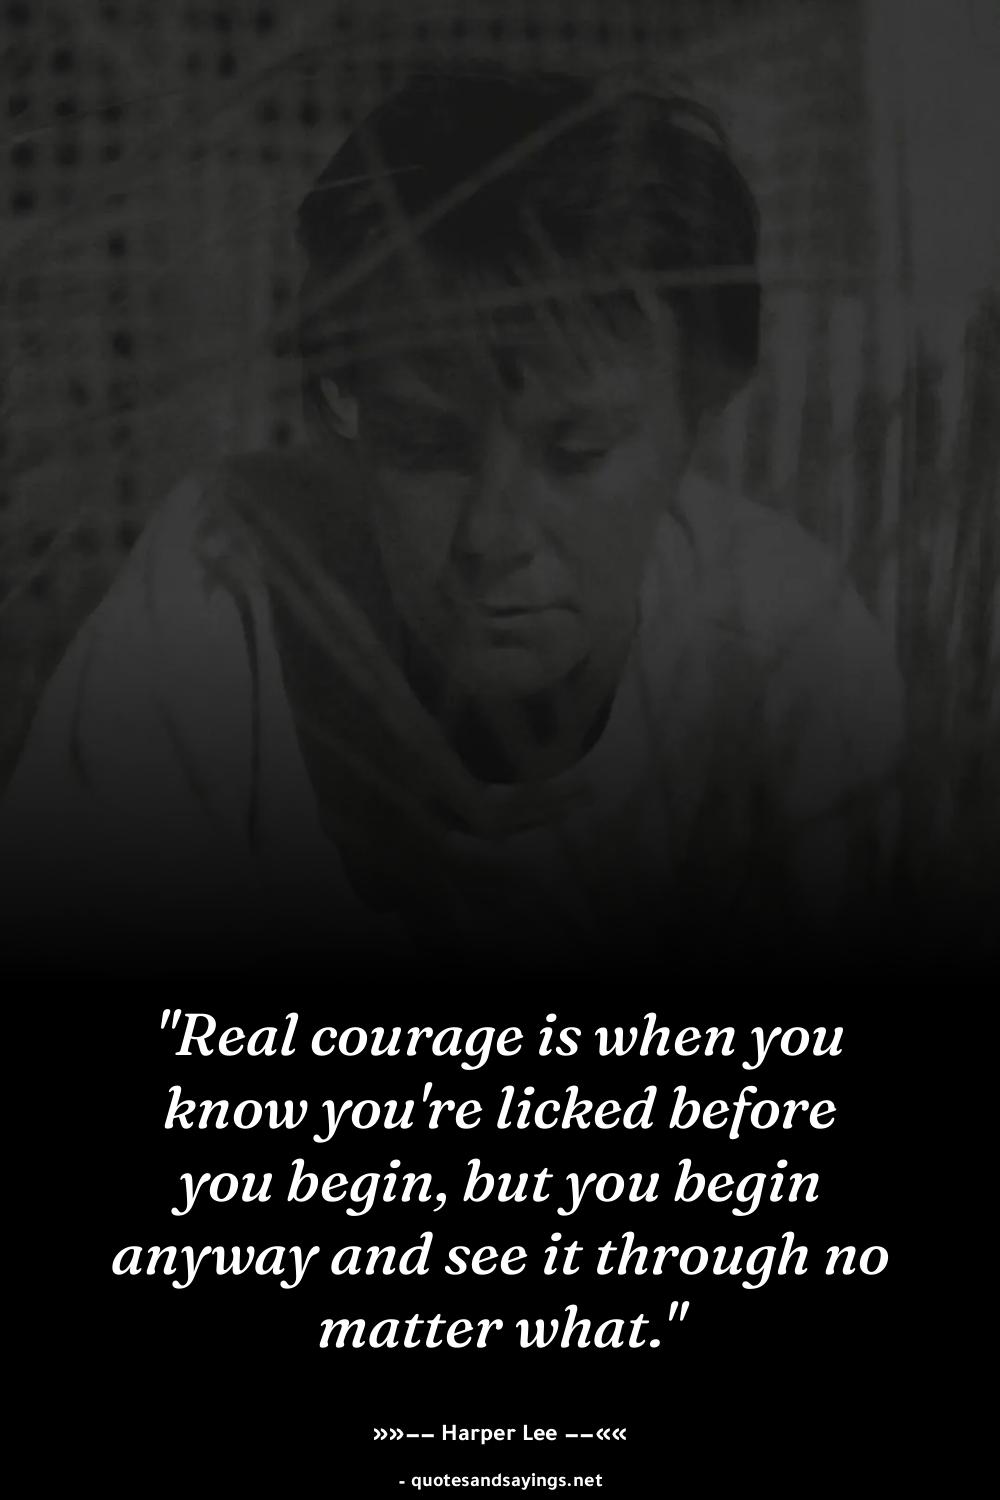 "Real courage is when you
know you're licked before
you begin, but you begin
anyway and see it through no
matter what."
»»−− Harper Lee −−««
- quotesandsayings.net